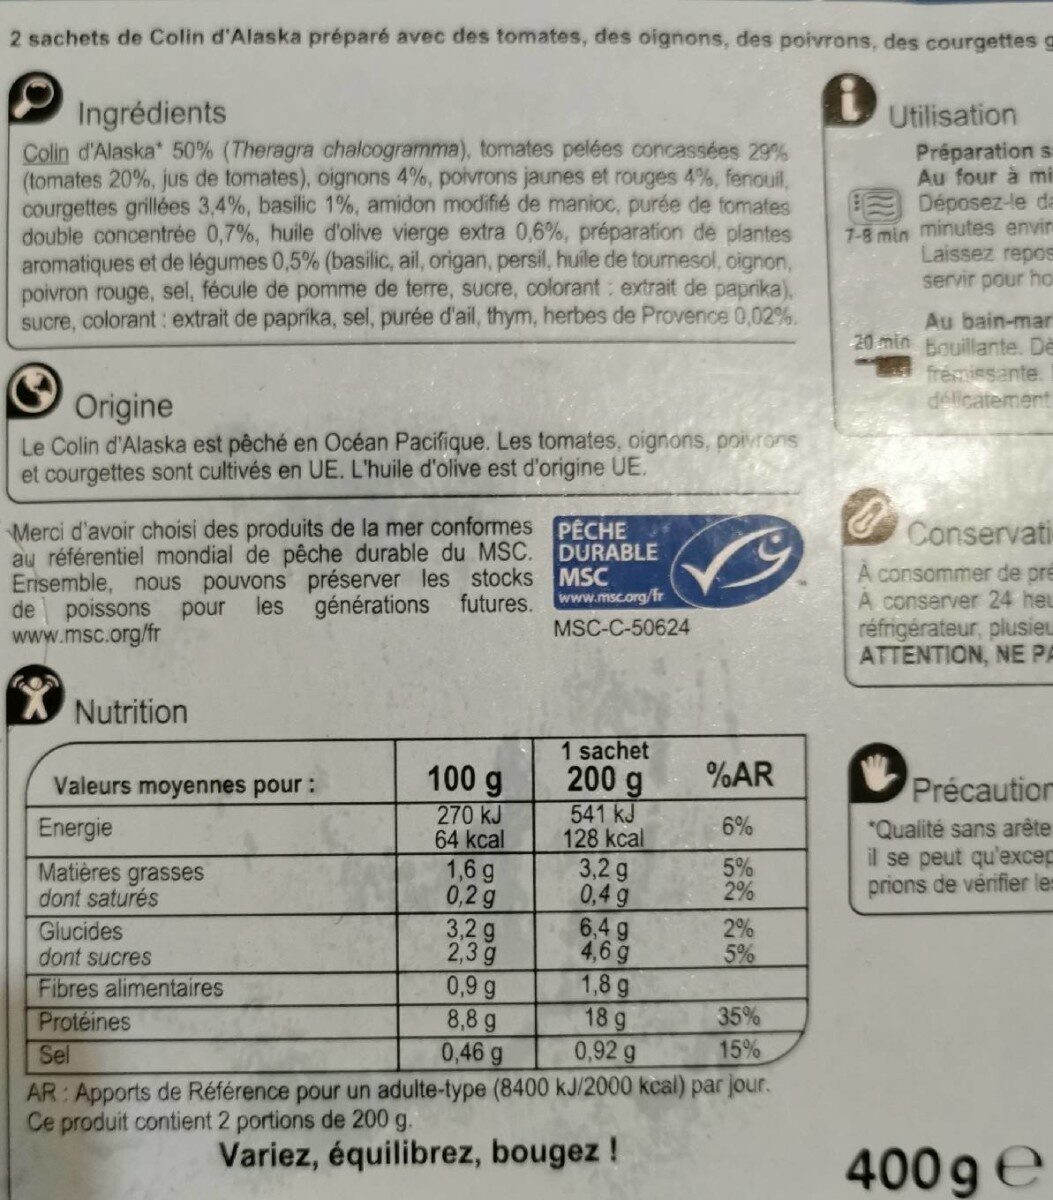 2 sachets de Colin d'Alaska préparé avec des tomates, des oignons, des poivrons, des courgettes
Ingrédients
Colin d'Alaska* 50% (Theragra chalcogramma), tomates pelées concassées 29%
(tomates 20%, jus de tomates), oignons 4%, poivrons jaunes et rouges 4%, fenouil,
courgettes grillées 3,4%, basilic 1%, amidon modifié de manioc, purée de tomates
double concentrée 0,7%, huile d'olive vierge extra 0,6%, préparation de plantes
aromatiques et de légumes 0,5% (basilic, ail, origan, persil, huile de tournesol, oignon,
poivron rouge, sel, fécule de pomme de terre, sucre, colorant : extrait de paprika),
sucre, colorant : extrait de paprika, sel, purée d'ail, thym, herbes de Provence 0,02%.
Origine
Le Colin d'Alaska est pêché en Océan Pacifique. Les tomates, oignons, poivrons
et courgettes sont cultivés en UE. L'huile d'olive est d'origine UE.
Merci d'avoir choisi des produits de la mer conformes
au référentiel mondial de pêche durable du MSC.
Ensemble, nous pouvons préserver les stocks
de poissons pour les générations futures.
www.msc.org/fr
PÊCHE
DURABLE
MSC
www.msc.org/fr
MSC-C-50624
Nutrition
Valeurs moyennes pour : 100 g 1 sachet 200 g %AR
Energie 270 kJ 541 kJ 6%
64 kcal 128 kcal
Matières grasses 1,6 g 3,2 g 5%
dont saturés 0,2 g 0,4 g 2%
Glucides 3,2 g 6,4 g 2%
dont sucres 2,3 g 4,6 g 5%
Fibres alimentaires 0,9 g 1,8 g
Protéines 8,8 g 18 g 35%
Sel 0,46 g 0,92 g 15%
AR : Apports de Référence pour un adulte-type (8400 kJ/2000 kcal) par jour.
Ce produit contient 2 portions de 200 g.
Variez, équilibrez, bougez !
Utilisation
Préparation s
Au four à mi
Déposez-le da
7-8 min minutes envir
Laissez repos
servir pour ho
Au bain-mar
20 min bouillante. Dé
frémissante.
délicatement
Conservati
À consommer de pré
À conserver 24 heu
réfrigérateur, plusieu
ATTENTION, NE PA
Précaution
*Qualité sans arête
il se peut qu'excep
prions de vérifier les
400 g e